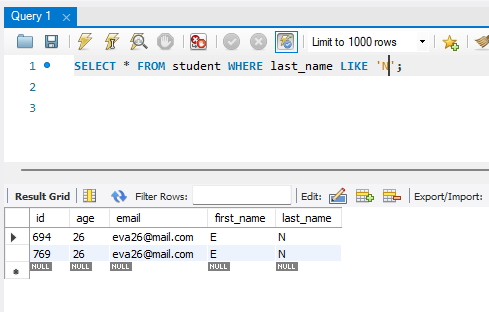 Query 1
Limit to 1000 rows
1 SELECT * FROM student WHERE last_name LIKE 'N';
2
3
Result Grid Filter Rows: Edit: Export/Import:
id age email first_name last_name
694 26 eva26@mail.com E N
769 26 eva26@mail.com E N
NULL NULL NULL NULL NULL